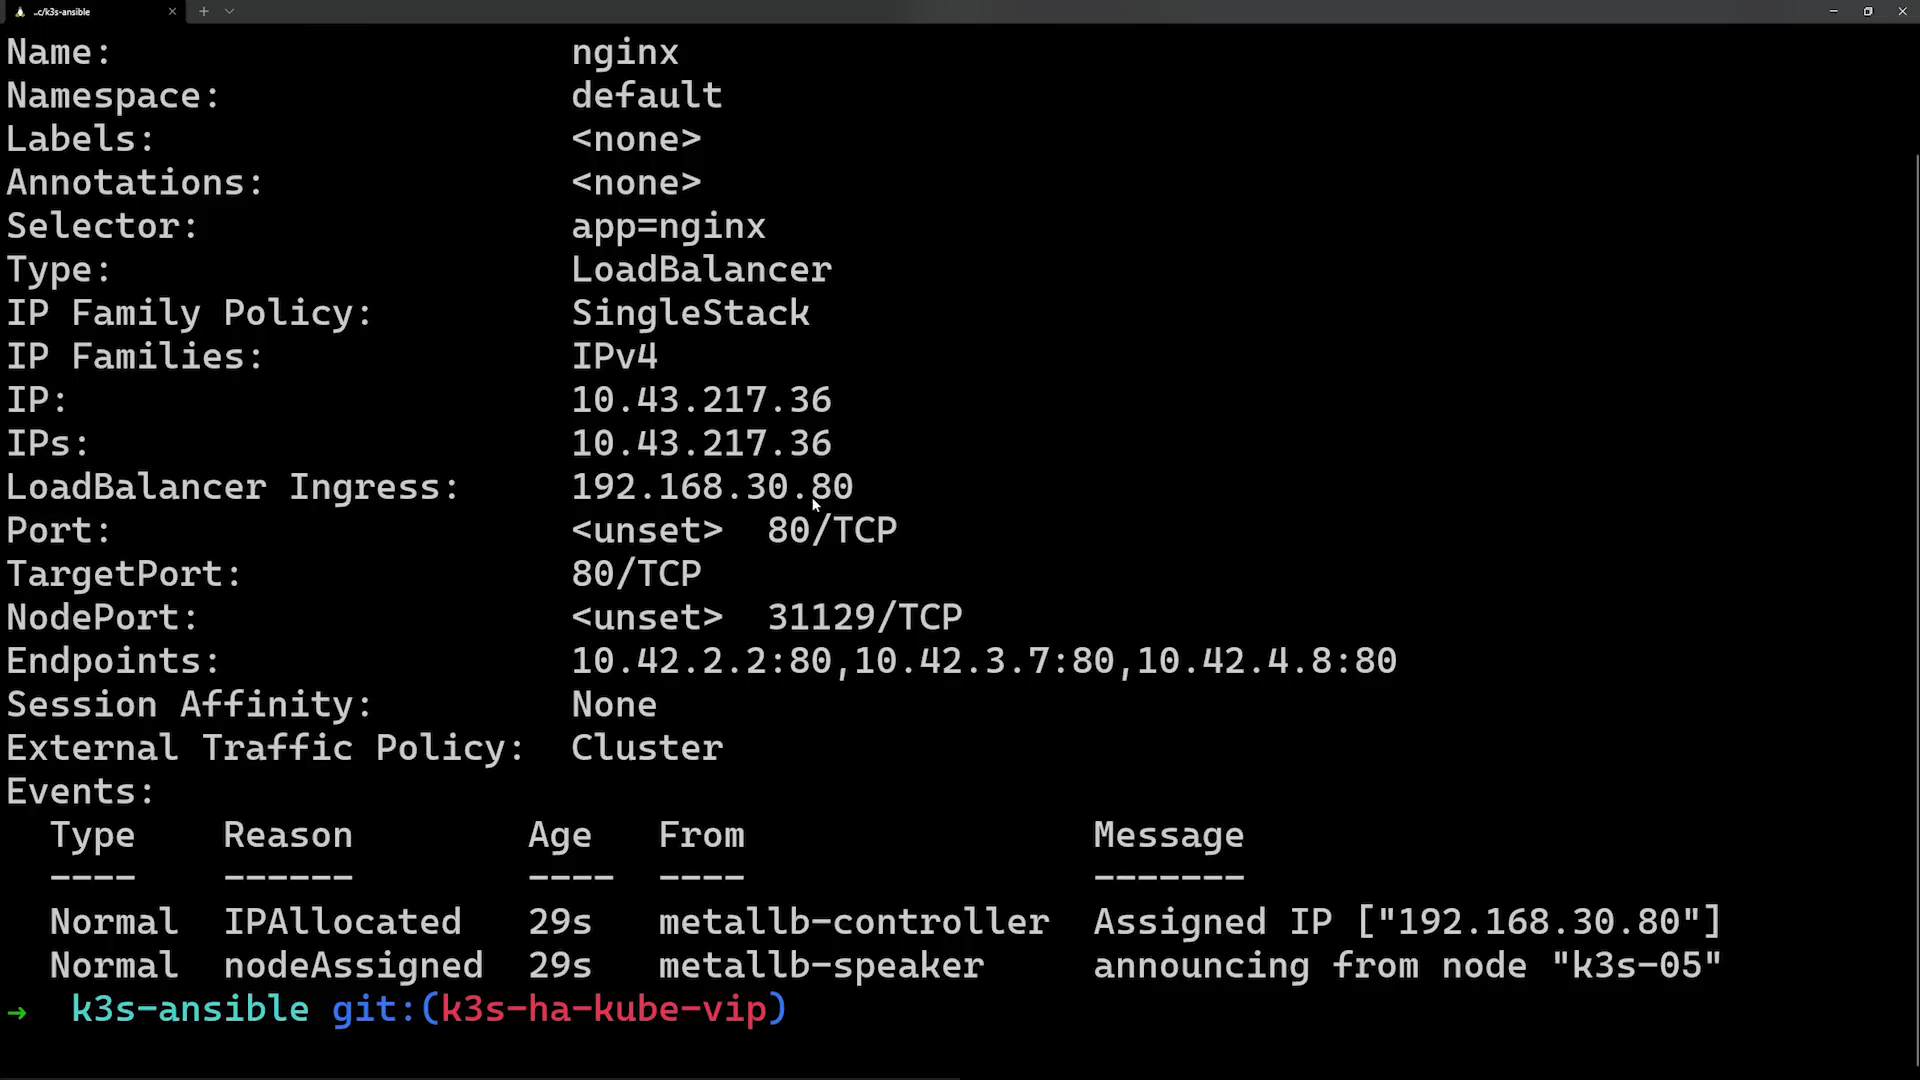 ..c/k3s-ansible
Name: nginx
Namespace: default
Labels: <none>
Annotations: <none>
Selector: app=nginx
Type: LoadBalancer
IP Family Policy: SingleStack
IP Families: IPv4
IP: 10.43.217.36
IPs: 10.43.217.36
LoadBalancer Ingress: 192.168.30.80
Port: <unset> 80/TCP
TargetPort: 80/TCP
NodePort: <unset> 31129/TCP
Endpoints: 10.42.2.2:80,10.42.3.7:80,10.42.4.8:80
Session Affinity: None
External Traffic Policy: Cluster
Events:
Type Reason Age From Message
---- ------ ---- ---- -------
Normal IPAllocated 29s metallb-controller Assigned IP ["192.168.30.80"]
Normal nodeAssigned 29s metallb-speaker announcing from node "k3s-05"
→ k3s-ansible git:(k3s-ha-kube-vip)